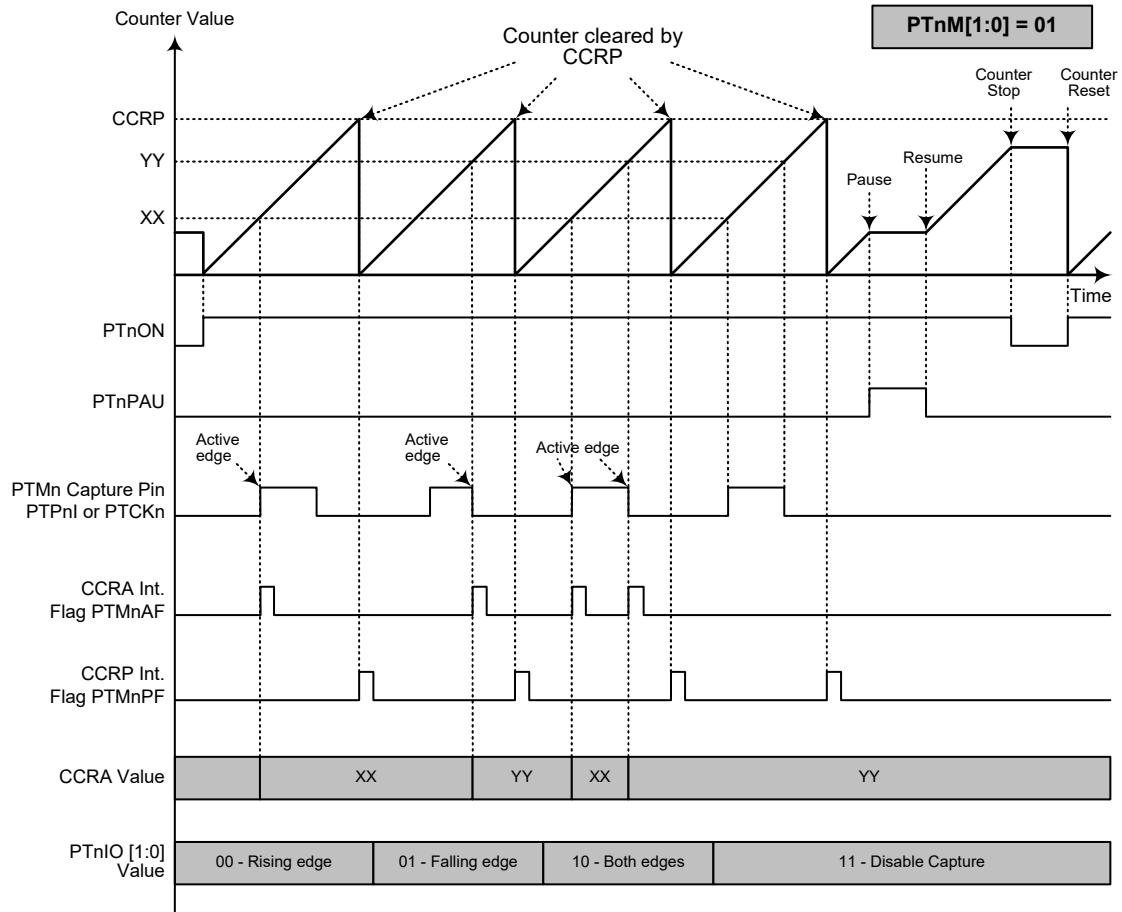 Counter Value
PTnM[1:0] = 01
Counter cleared by
CCRP
Counter
Stop
Counter
Reset
CCRP
YY
XX
Pause
Resume
Time
PTnON
PTnPAU
Active
edge
Active
edge
Active edge
PTMn Capture Pin
PTPnI or PTCKn
CCRA Int.
Flag PTMnAF
CCRP Int.
Flag PTMnPF
CCRA Value
XX
YY
XX
YY
PTnIO [1:0]
Value
00 - Rising edge
01 - Falling edge
10 - Both edges
11 - Disable Capture